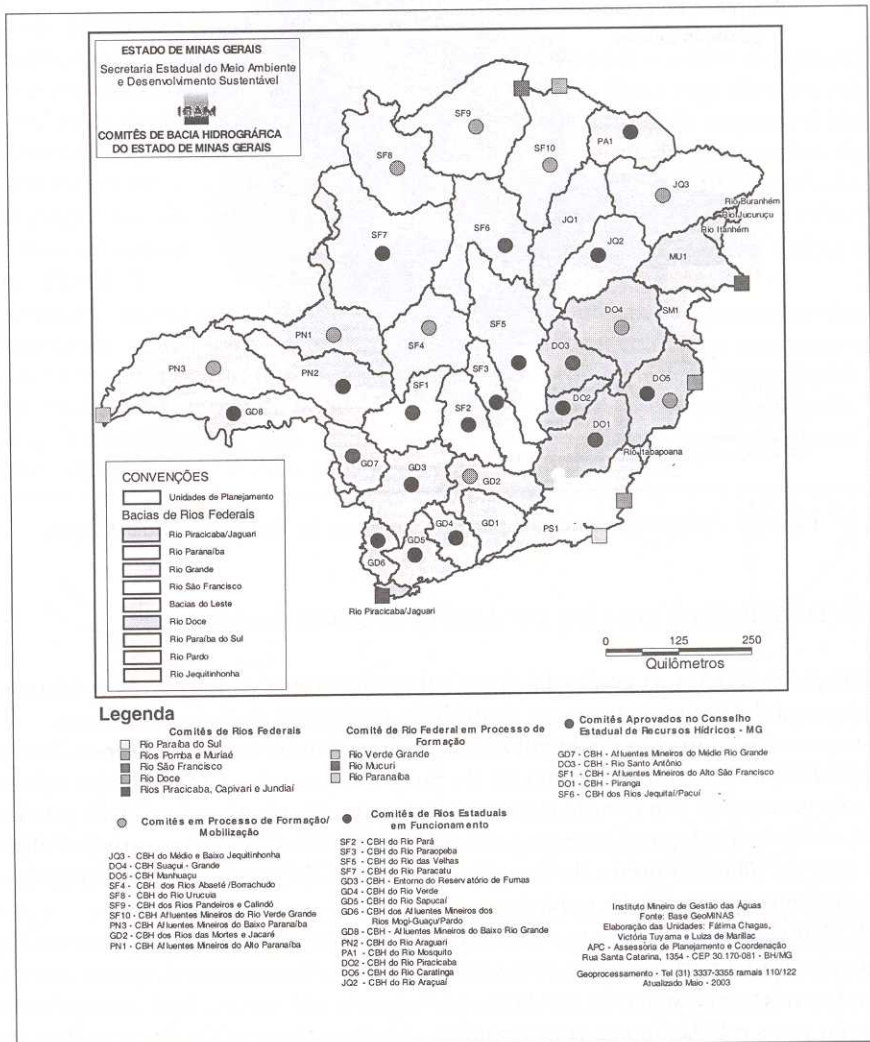 ESTADO DE MINAS GERAIS
Secretaria Estadual do Meio Ambiente
e Desenvolvimento Sustentável
IGAM
COMITÊS DE BACIA HIDROGRÁRCA
DO ESTADO DE MINAS GERAIS
SF9
PA1
SF10
SF8
JQ3
Rio Buranhém
Rio Jucuruçu
Rio Itanhém
JQ1
SF6
SF7
JQ2
MU1
DO4
SM1
PN1
SF5
SF4
DO3
PN3
PN2
SF3
SF1
DO5
DO2
GD8
SF2
DO1
Rio Itabapoana
GD7
GD3
GD2
GD4
GD1
PS1
GD5
GD6
Rio Piracicaba/Jaguari
CONVENÇÕES
Unidades de Planejamento
Bacias de Rios Federais
Rio Piracicaba/Jaguari
Rio Paranaíba
Rio Grande
Rio São Francisco
Bacias do Leste
Rio Doce
Rio Paraíba do Sul
Rio Pardo
Rio Jequitinhonha
0 125 250
Quilômetros
Legenda
Comitês de Rios Federais
Rio Paraíba do Sul
Rios Pomba e Muriaé
Rio São Francisco
Rio Doce
Rios Piracicaba, Capivari e Jundiaí
Comitê de Rio Federal em Processo de
Formação
Rio Verde Grande
Rio Mucuri
Rio Paranaíba
Comitês Aprovados no Conselho
Estadual de Recursos Hídricos - MG
GD7 - CBH - Afluentes Mineiros do Médio Rio Grande
DO3 - CBH - Rio Santo Antônio
SF1 - CBH - Afluentes Mineiros do Alto São Francisco
DO1 - CBH - Piranga
SF6 - CBH dos Rios Jequitaí/Pacuí
Comitês em Processo de Formação/
Mobilização
JQ3 - CBH do Médio e Baixo Jequitinhonha
DO4 - CBH Suaçui - Grande
DO5 - CBH Manhuaçu
SF4 - CBH dos Rios Abaeté /Borrachudo
SF8 - CBH do Rio Urucuia
SF9 - CBH dos Rios Pandeiros e Calindó
SF10 - CBH Afluentes Mineiros do Rio Verde Grande
PN3 - CBH Afluentes Mineiros do Baixo Paranaíba
GD2 - CBH dos Rios das Mortes e Jacaré
PN1 - CBH Afluentes Mineiros do Alto Paranaíba
Comitês de Rios Estaduais
em Funcionamento
SF2 - CBH do Rio Pará
SF3 - CBH do Rio Paraopeba
SF5 - CBH do Rio das Velhas
SF7 - CBH do Rio Paracatu
GD3 - CBH - Entorno do Reservatório de Furnas
GD4 - CBH do Rio Verde
GD5 - CBH do Rio Sapucaí
GD6 - CBH dos Afluentes Mineiros dos
Rios Mogi-Guaçu/Pardo
GD8 - CBH - Afluentes Mineiros do Baixo Rio Grande
PN2 - CBH do Rio Araguari
PA1 - CBH do Rio Mosquito
DO2 - CBH do Rio Piracicaba
DO5 - CBH do Rio Caratinga
JQ2 - CBH do Rio Araçuaí
Instituto Mineiro de Gestão das Águas
Fonte: Base GeoMINAS
Elaboração das Unidades: Fátima Chagas,
Victória Tuyama e Luiza de Marillac
APC - Assessoria de Planejamento e Coordenação
Rua Santa Catarina, 1354 - CEP 30.170-081 - BH/MG
Geoprocessamento - Tel (31) 3337-3355 ramais 110/122
Atualizado Maio - 2003